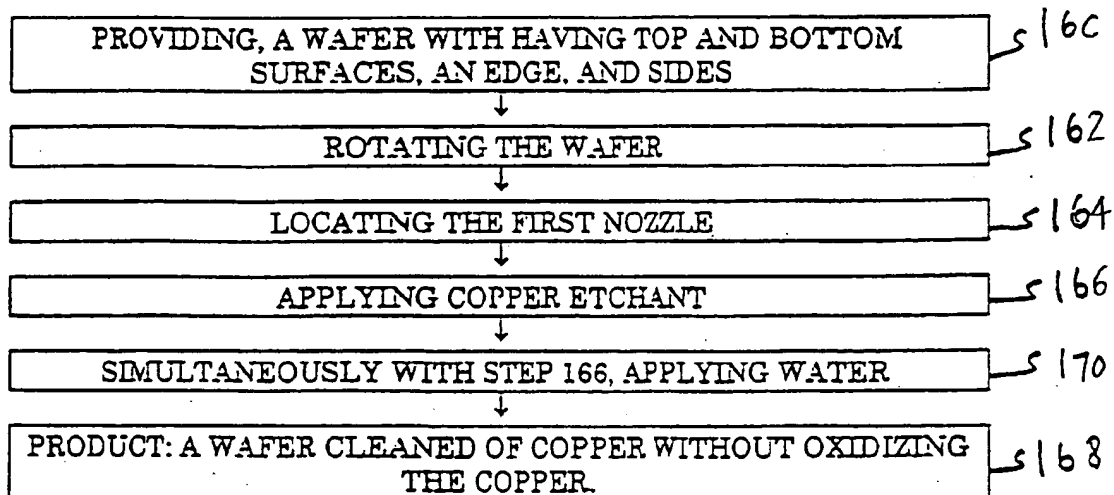 PROVIDING, A WAFER WITH HAVING TOP AND BOTTOM
SURFACES, AN EDGE, AND SIDES
160
ROTATING THE WAFER
162
LOCATING THE FIRST NOZZLE
164
APPLYING COPPER ETCHANT
166
SIMULTANEOUSLY WITH STEP 166, APPLYING WATER
170
PRODUCT: A WAFER CLEANED OF COPPER WITHOUT OXIDIZING
THE COPPER.
168